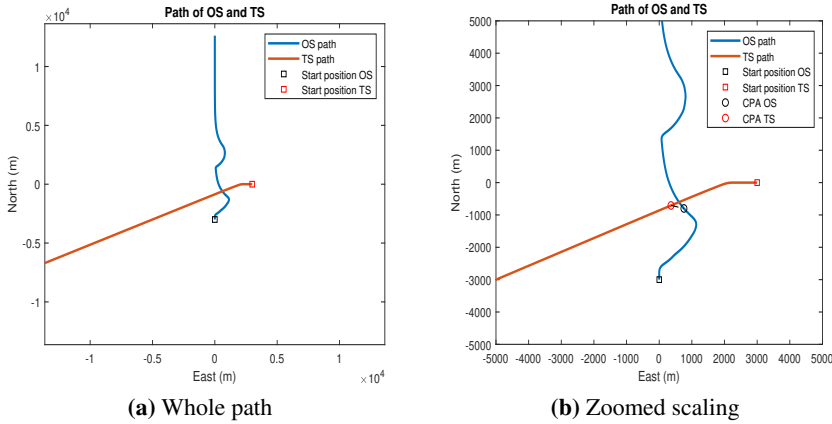 Path of OS and TS
×10⁴
OS path
TS path
Start position OS
Start position TS
1
0.5
0
-0.5
-1
North (m)
-1 -0.5 0 0.5 1
East (m)
×10⁴
(a) Whole path
Path of OS and TS
OS path
TS path
Start position OS
Start position TS
CPA OS
CPA TS
5000
4000
3000
2000
1000
0
-1000
-2000
-3000
-4000
-5000
North (m)
-5000 -4000 -3000 -2000 -1000 0 1000 2000 3000 4000 5000
East (m)
(b) Zoomed scaling